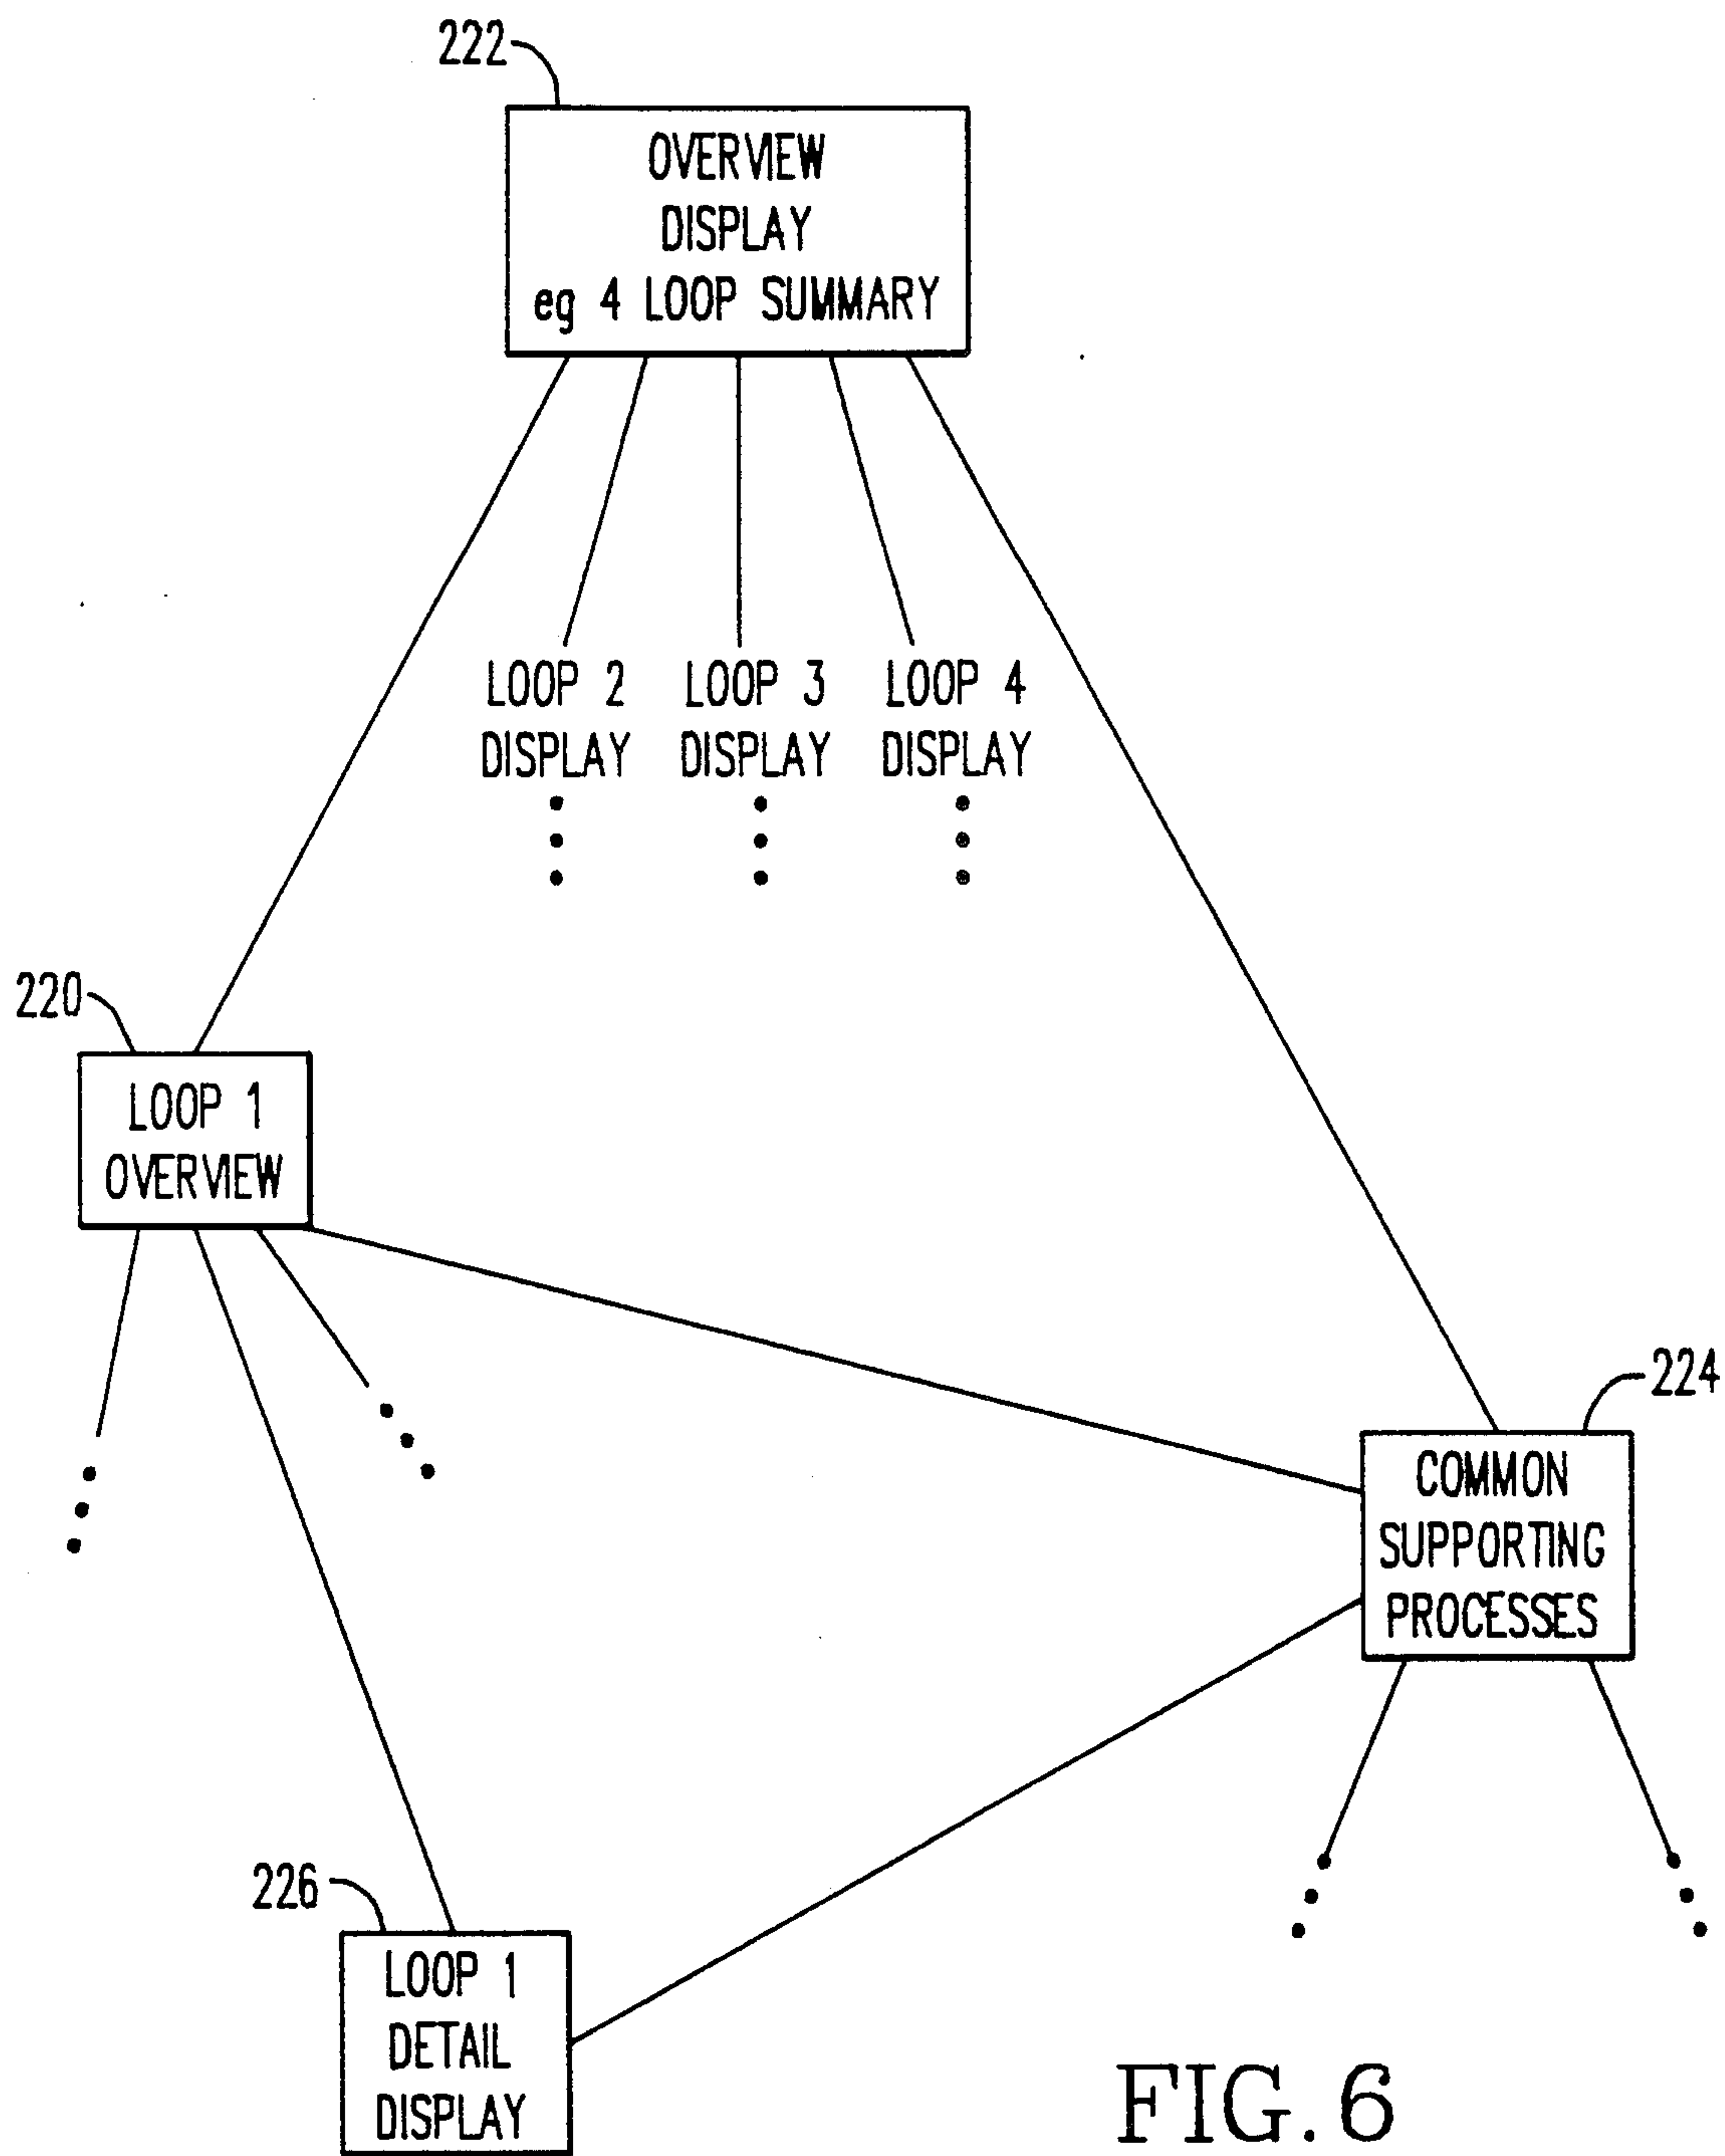 222
OVERVIEW
DISPLAY
eg 4 LOOP SUMMARY
LOOP 2 LOOP 3 LOOP 4
DISPLAY DISPLAY DISPLAY
220
LOOP 1
OVERVIEW
224
COMMON
SUPPORTING
PROCESSES
226
LOOP 1
DETAIL
DISPLAY
FIG. 6